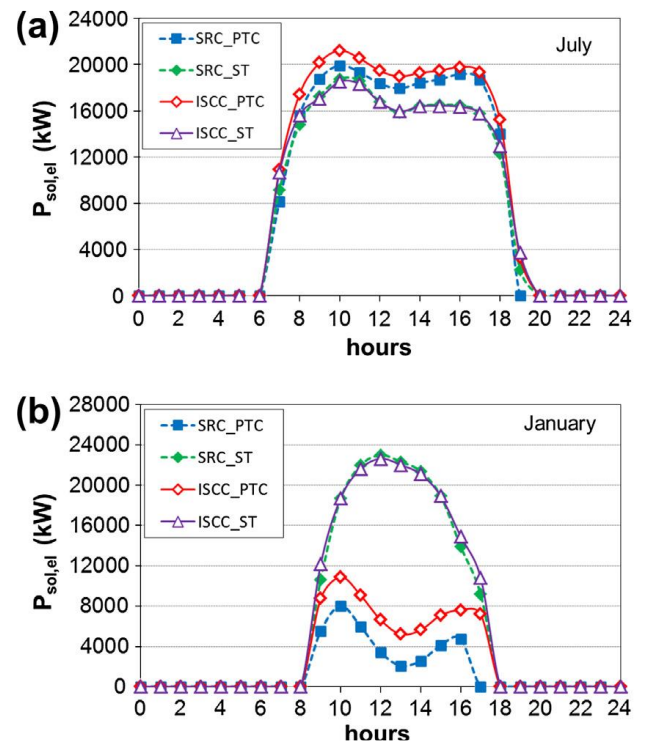 (a)
24000
20000
16000
12000
8000
4000
0
P_sol,el (kW)
SRC_PTC
SRC_ST
ISCC_PTC
ISCC_ST
July
0 2 4 6 8 10 12 14 16 18 20 22 24
hours
(b)
28000
24000
20000
16000
12000
8000
4000
0
P_sol,el (kW)
SRC_PTC
SRC_ST
ISCC_PTC
ISCC_ST
January
0 2 4 6 8 10 12 14 16 18 20 22 24
hours